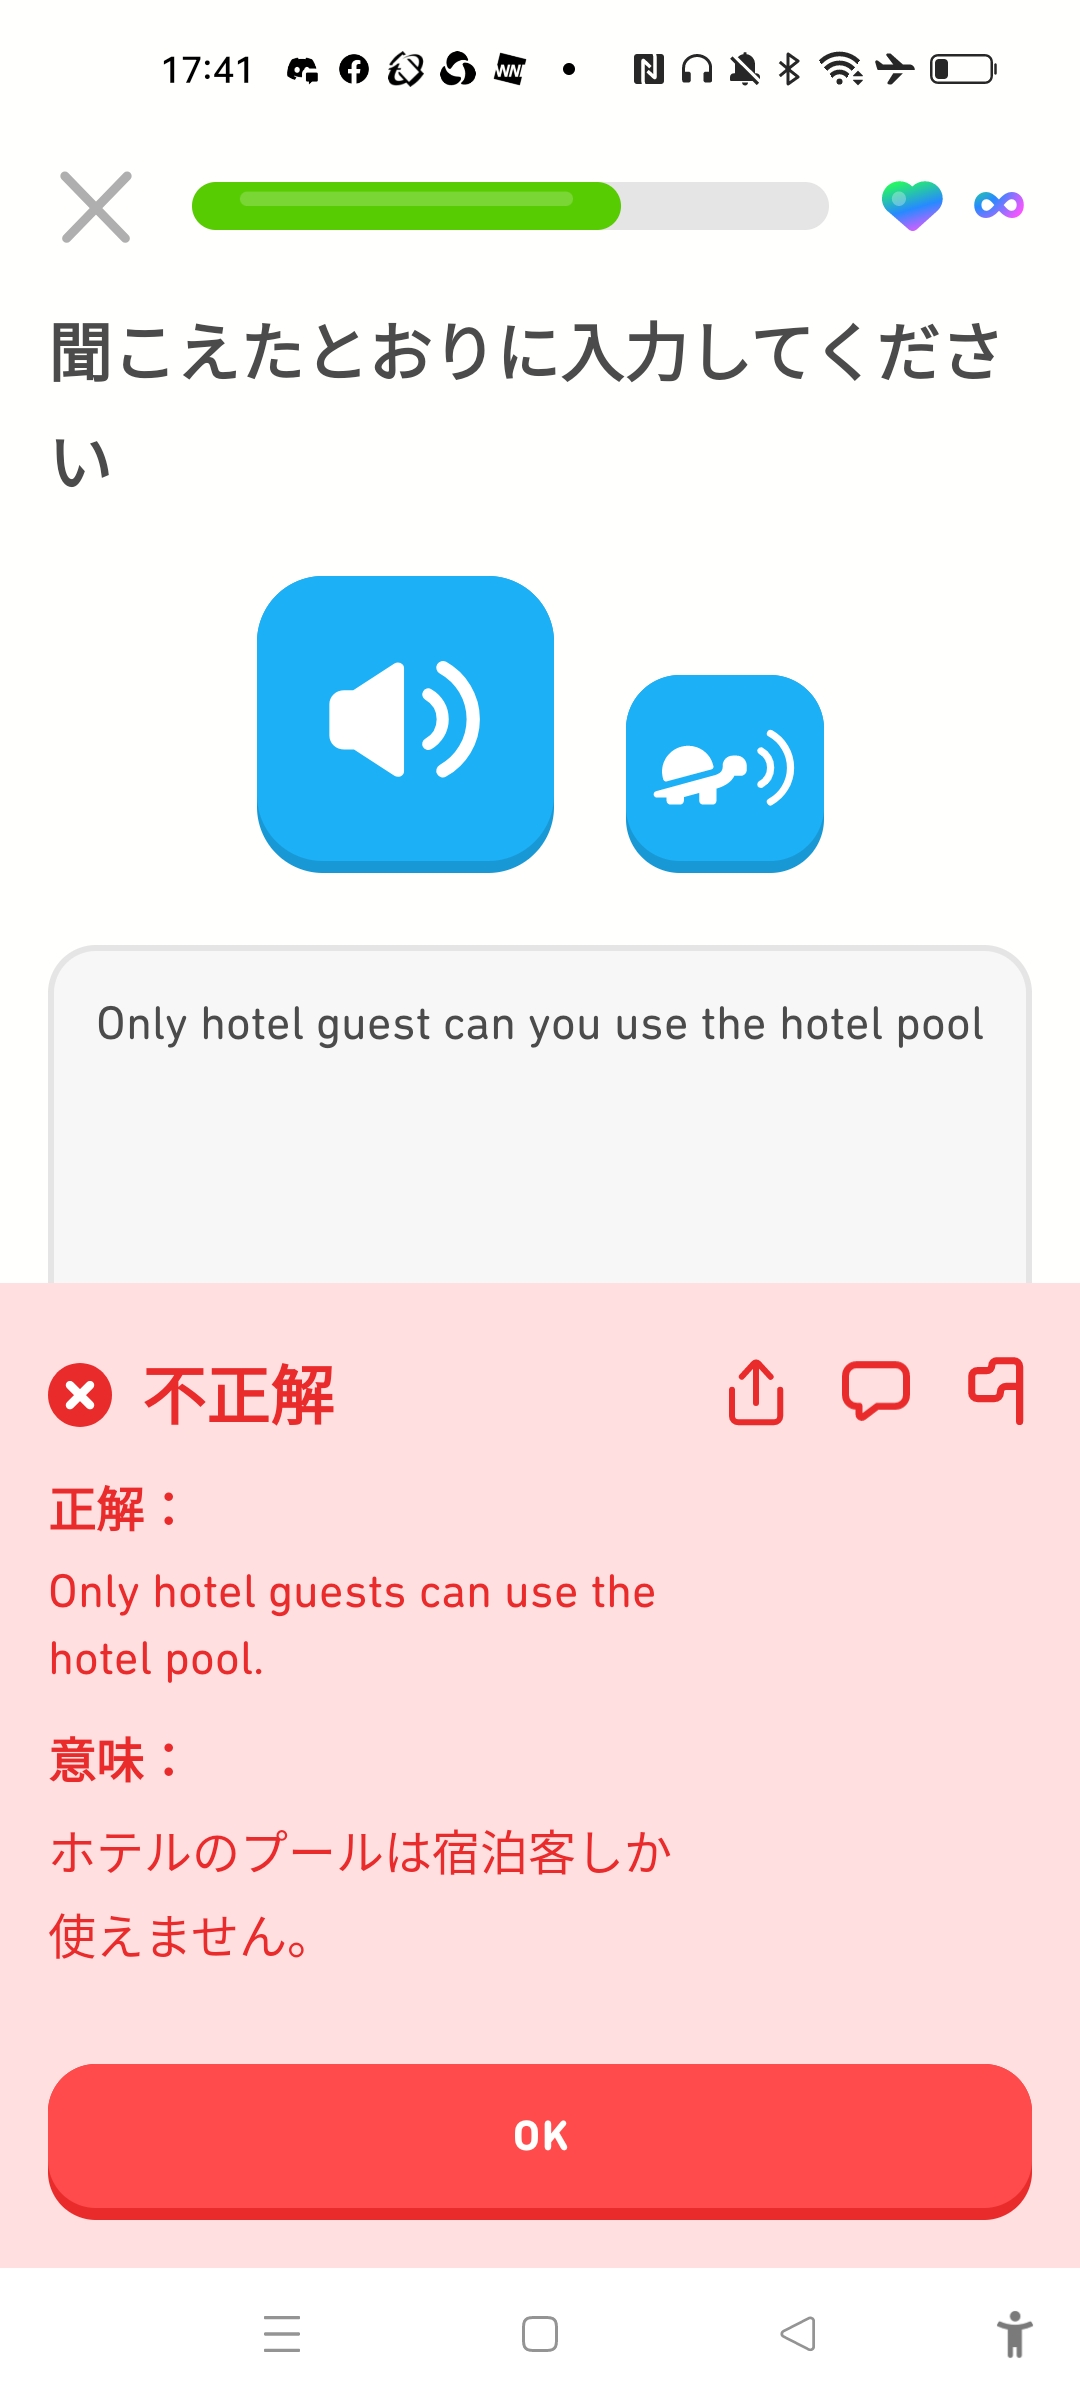 17:41
聞こえたとおりに入力してくださ
い
Only hotel guest can you use the hotel pool
不正解
正解：
Only hotel guests can use the
hotel pool.
意味：
ホテルのプールは宿泊客しか
使えません。
OK